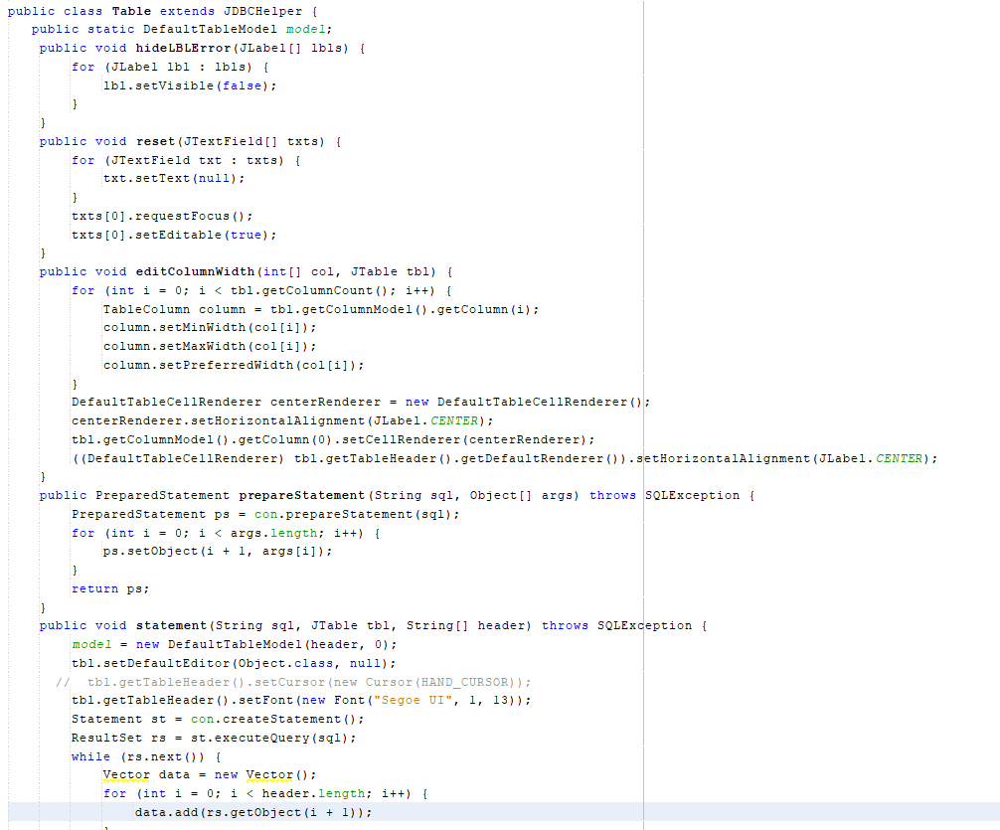 public class Table extends JDBCHelper {
public static DefaultTableModel model;
public void hideLBLError(JLabel[] lbls) {
for (JLabel lbl : lbls) {
lbl.setVisible(false);
}
}
public void reset(JTextField[] txts) {
for (JTextField txt : txts) {
txt.setText(null);
}
txts[0].requestFocus();
txts[0].setEditable(true);
}
public void editColumnWidth(int[] col, JTable tbl) {
for (int i = 0; i < tbl.getColumnCount(); i++) {
TableColumn column = tbl.getColumnModel().getColumn(i);
column.setMinWidth(col[i]);
column.setMaxWidth(col[i]);
column.setPreferredWidth(col[i]);
}
DefaultTableCellRenderer centerRenderer = new DefaultTableCellRenderer();
centerRenderer.setHorizontalAlignment(JLabel.CENTER);
tbl.getColumnModel().getColumn(0).setCellRenderer(centerRenderer);
((DefaultTableCellRenderer) tbl.getTableHeader().getDefaultRenderer()).setHorizontalAlignment(JLabel.CENTER);
}
public PreparedStatement prepareStatement(String sql, Object[] args) throws SQLException {
PreparedStatement ps = con.prepareStatement(sql);
for (int i = 0; i < args.length; i++) {
ps.setObject(i + 1, args[i]);
}
return ps;
}
public void statement(String sql, JTable tbl, String[] header) throws SQLException {
model = new DefaultTableModel(header, 0);
tbl.setDefaultEditor(Object.class, null);
// tbl.getTableHeader().setCursor(new Cursor(HAND_CURSOR));
tbl.getTableHeader().setFont(new Font("Segoe UI", 1, 13));
Statement st = con.createStatement();
ResultSet rs = st.executeQuery(sql);
while (rs.next()) {
Vector data = new Vector();
for (int i = 0; i < header.length; i++) {
data.add(rs.getObject(i + 1));